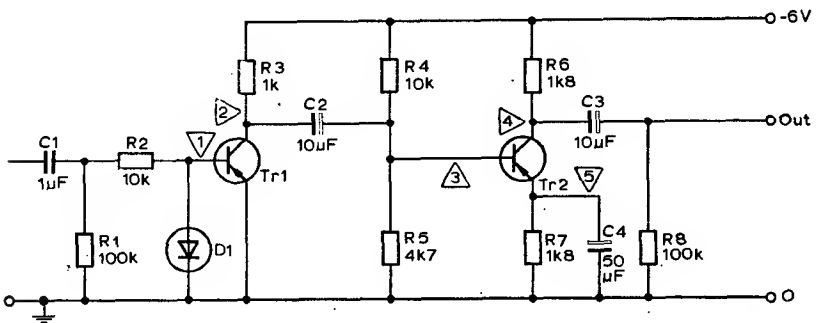 -6V
R3
1k
R4
10k
R6
1k8
2
C2
10µF
4
C3
10µF
Out
C1
1µF
R2
10k
1
Tr1
3
Tr2
5
R1
100k
D1
R5
4k7
R7
1k8
C4
50
µF
R8
100k
O